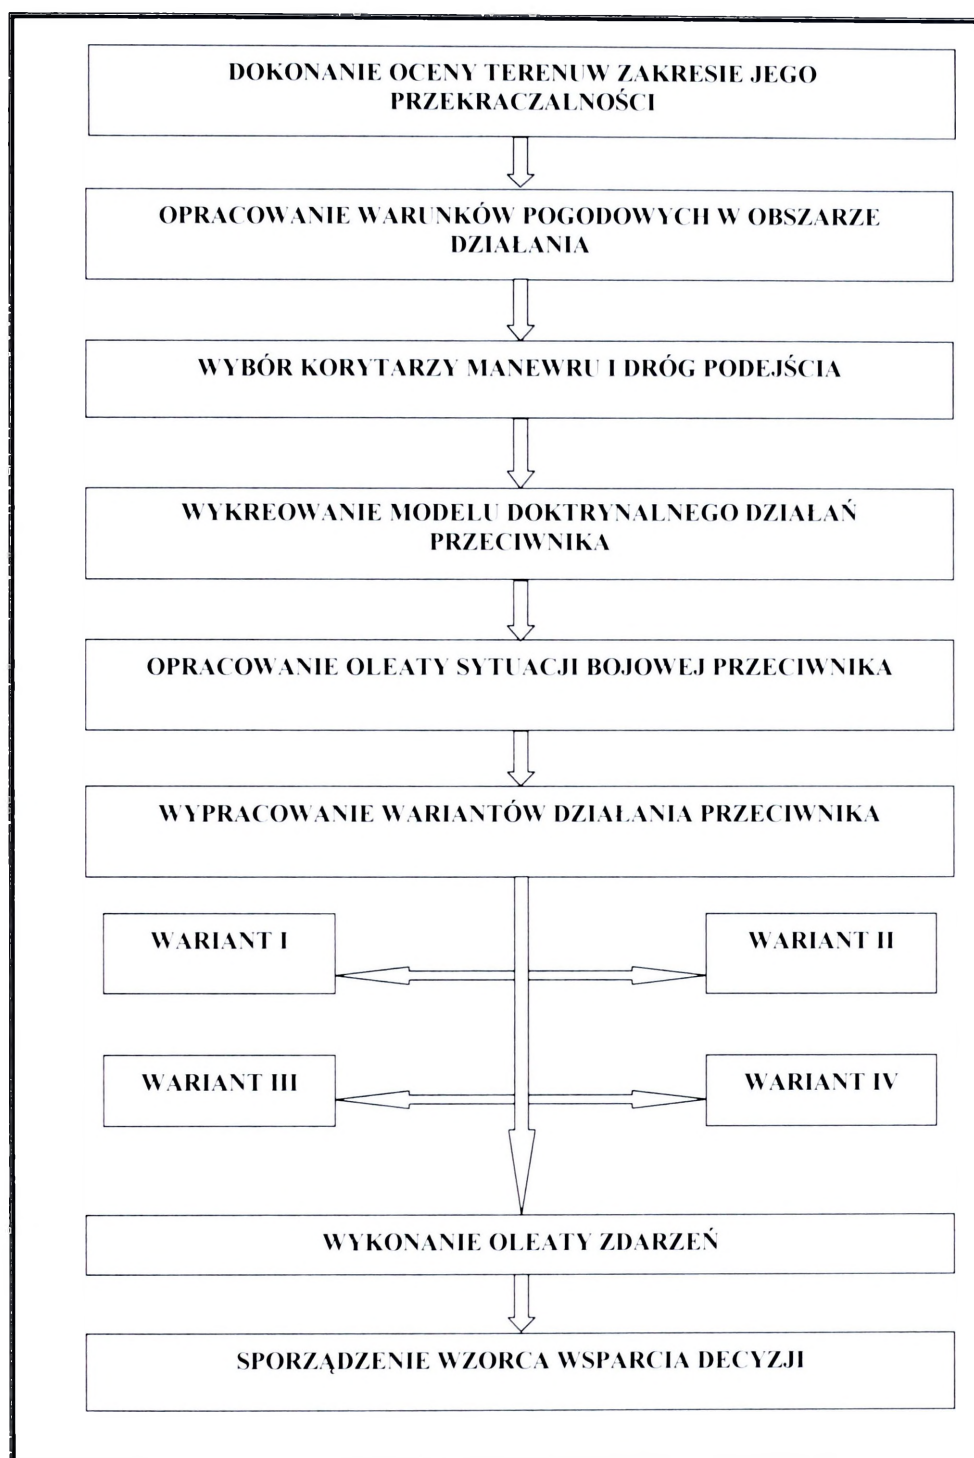 DOKONANIE OCENY TERENUW ZAKRESIE JEGO
PRZEKRACZALNOŚCI
OPRACOWANIE WARUNKÓW POGODOWYCH W OBSZARZE
DZIAŁANIA
WYBÓR KORYTARZY MANEWRU I DRÓG PODEJŚCIA
WYKREOWANIE MODELU DOKTRYNALNEGO DZIAŁAŃ
PRZECIWNIKA
OPRACOWANIE OLEATY SYTUACJI BOJOWEJ PRZECIWNIKA
WYPRACOWANIE WARIANTÓW DZIAŁANIA PRZECIWNIKA
WARIANT I
WARIANT II
WARIANT III
WARIANT IV
WYKONANIE OLEATY ZDARZEŃ
SPORZĄDZENIE WZORCA WSPARCIA DECYZJI